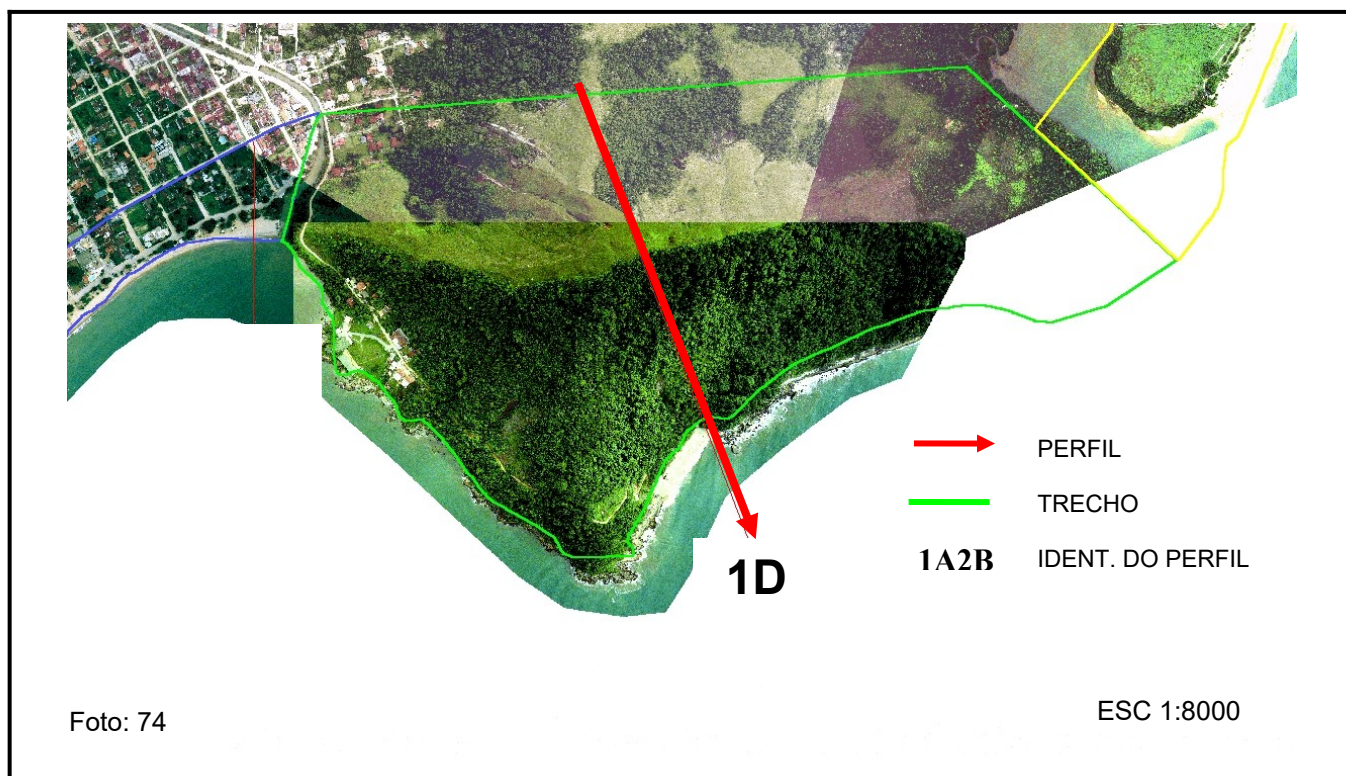 PERFIL
TRECHO
1D
1A2B IDENT. DO PERFIL
Foto: 74
ESC 1:8000